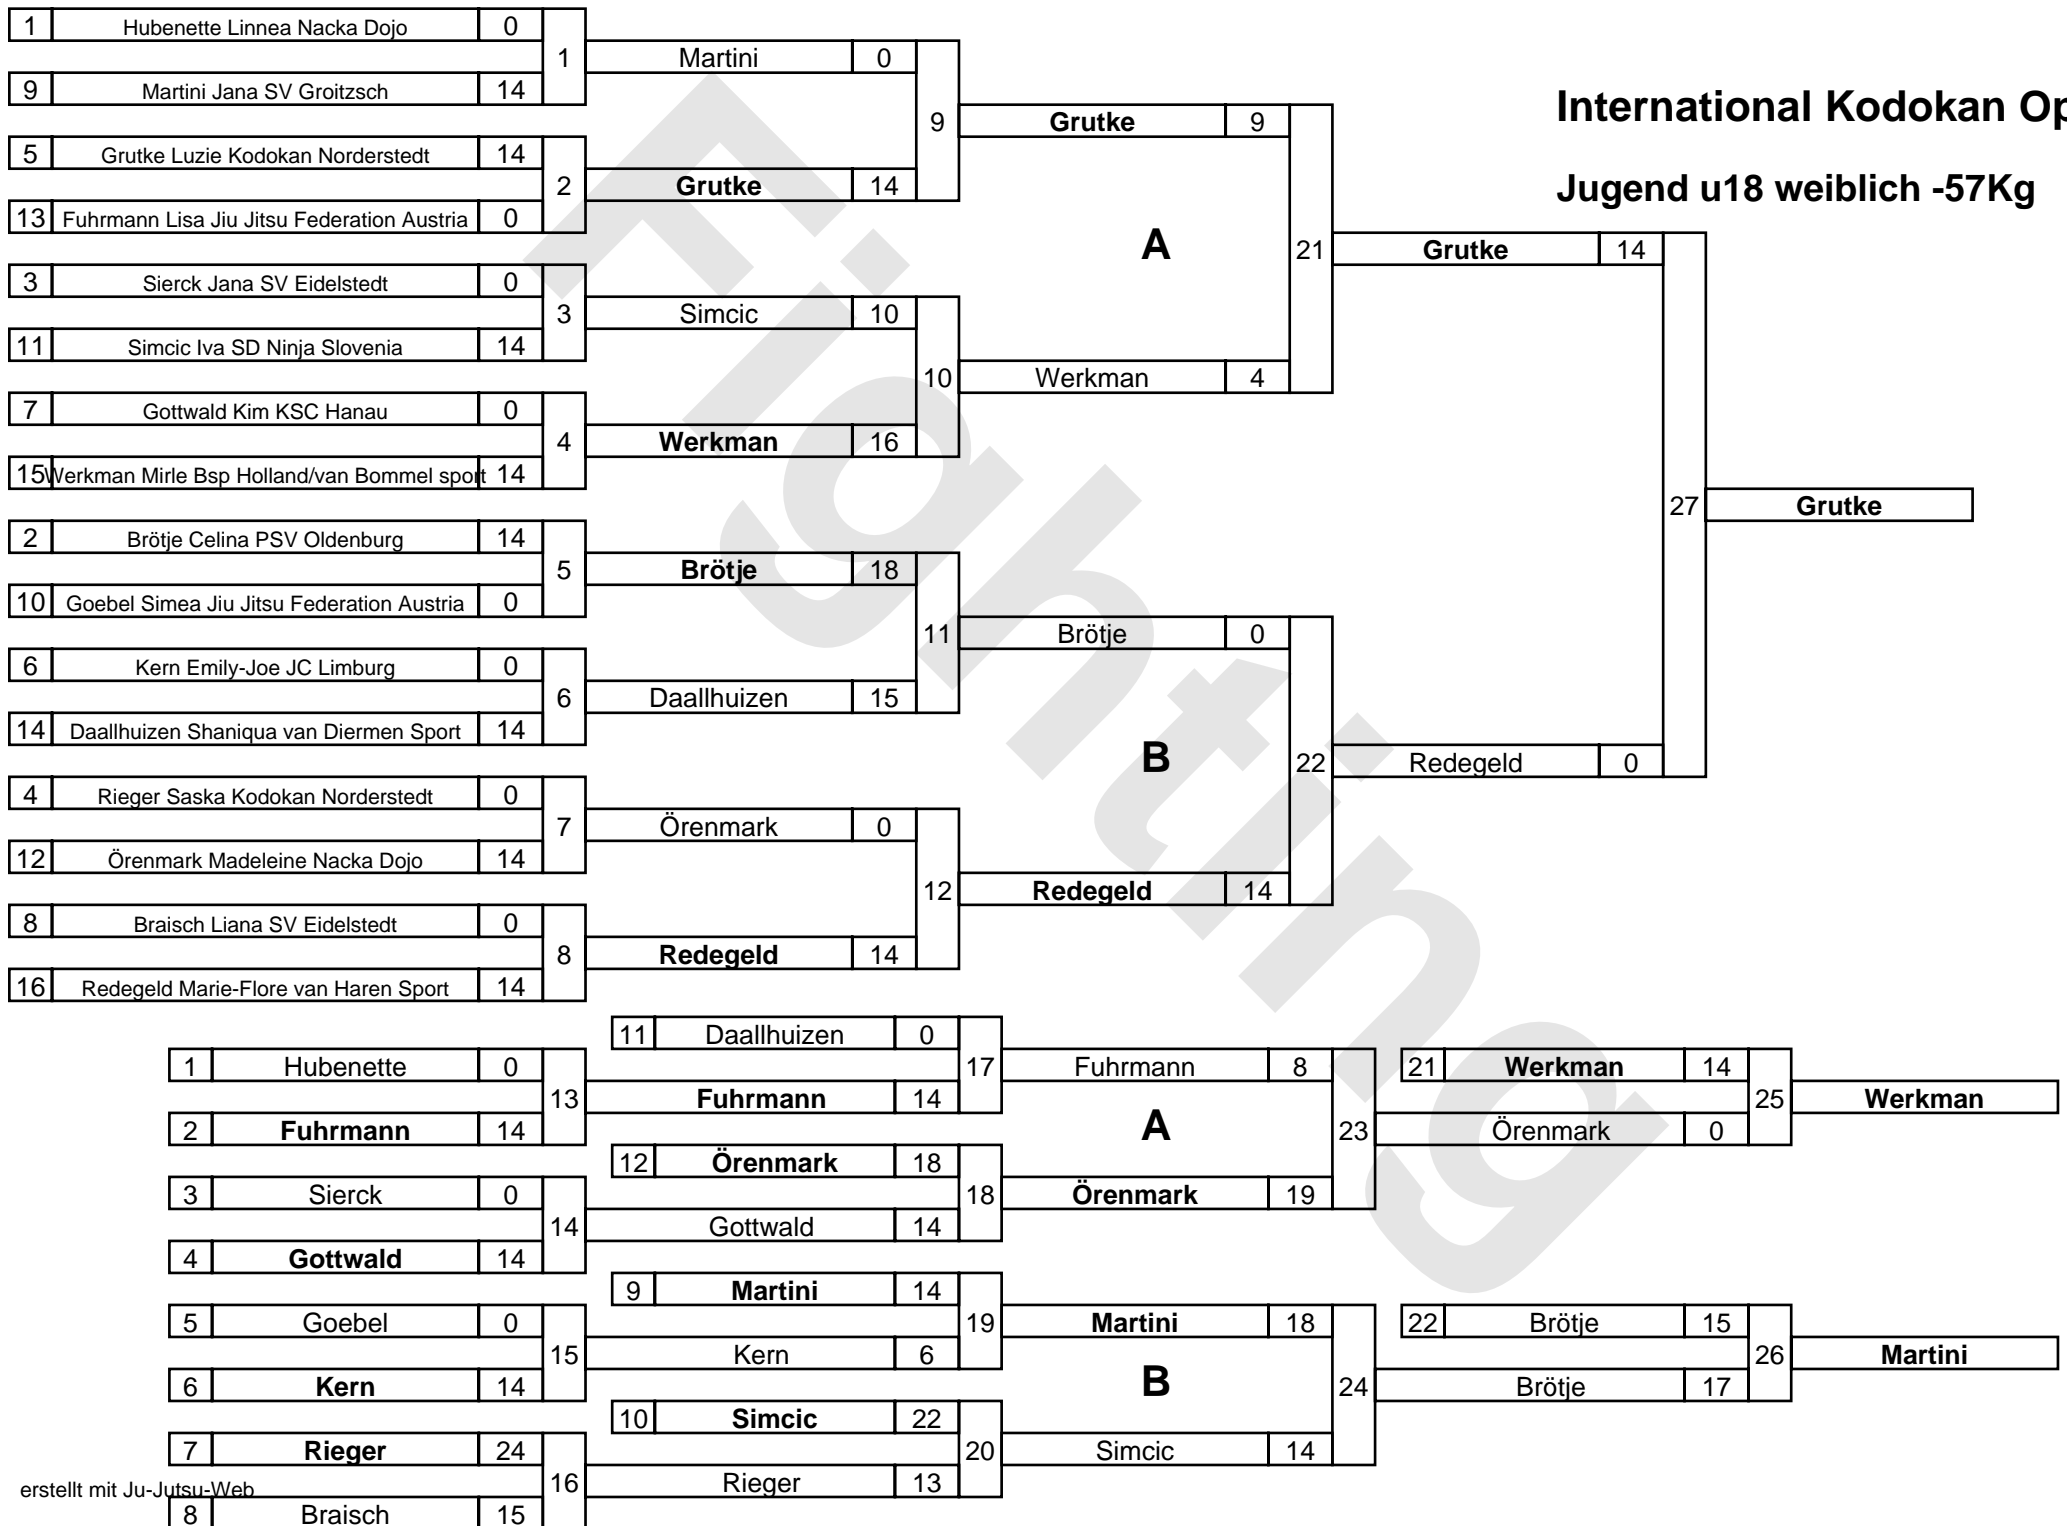 International Kodokan Op
Jugend u18 weiblich -57Kg
1 Hubenette Linnea Nacka Dojo 0
1
9 Martini Jana SV Groitzsch 14
5 Grutke Luzie Kodokan Norderstedt 14
2
13 Fuhrmann Lisa Jiu Jitsu Federation Austria 0
3 Sierck Jana SV Eidelstedt 0
3
11 Simcic Iva SD Ninja Slovenia 14
7 Gottwald Kim KSC Hanau 0
4
15 Werkman Mirle Bsp Holland/van Bommel sport 14
2 Brötje Celina PSV Oldenburg 14
5
10 Goebel Simea Jiu Jitsu Federation Austria 0
6 Kern Emily-Joe JC Limburg 0
6
14 Daallhuizen Shaniqua van Diermen Sport 14
4 Rieger Saska Kodokan Norderstedt 0
7
12 Örenmark Madeleine Nacka Dojo 14
8 Braisch Liana SV Eidelstedt 0
8
16 Redegeld Marie-Flore van Haren Sport 14
Martini 0
9
Grutke 14
Simcic 10
10
Werkman 16
Brötje 18
11
Daallhuizen 15
Örenmark 0
12
Redegeld 14
Grutke 9
A 21
Werkman 4
Brötje 0
B 22
Redegeld 14
Grutke 14
27
Redegeld 0
Grutke
1 Hubenette 0
13
2 Fuhrmann 14
3 Sierck 0
14
4 Gottwald 14
5 Goebel 0
15
6 Kern 14
7 Rieger 24
16
8 Braisch 15
11 Daallhuizen 0
17
Fuhrmann 14
12 Örenmark 18
18
Gottwald 14
9 Martini 14
19
Kern 6
10 Simcic 22
20
Rieger 13
Fuhrmann 8
A 23
Örenmark 19
Martini 18
B 24
Simcic 14
21 Werkman 14
25
Örenmark 0
Werkman
22 Brötje 15
26
Brötje 17
Martini
erstellt mit Ju-Jutsu-Web
Fighting